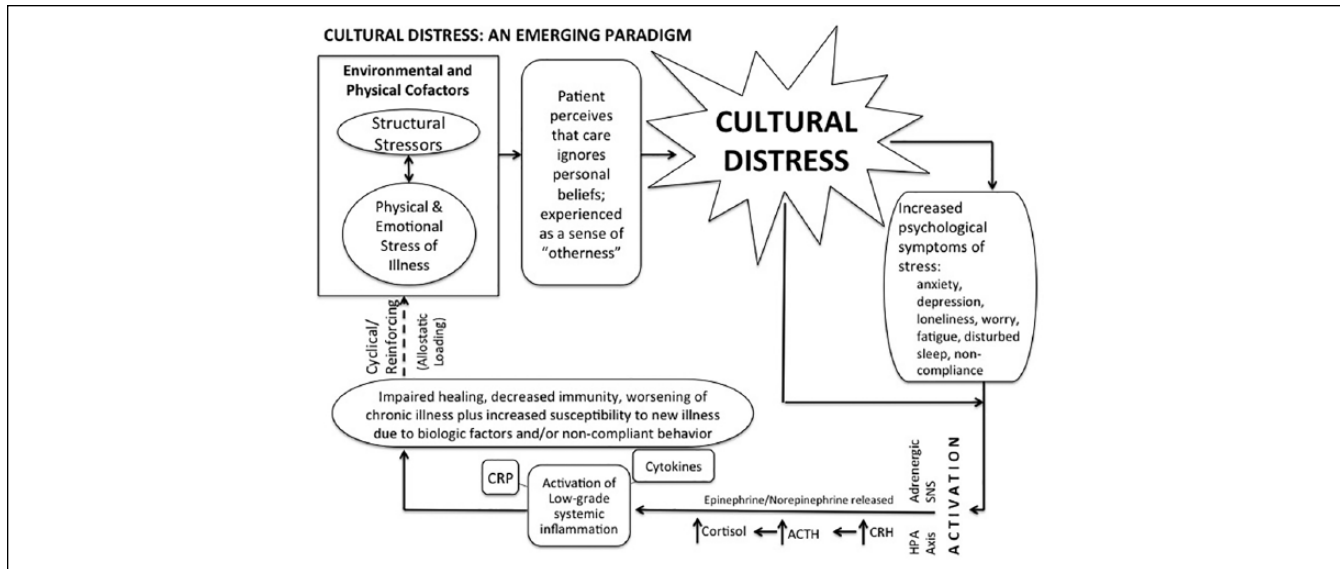 CULTURAL DISTRESS: AN EMERGING PARADIGM
Environmental and
Physical Cofactors
Structural
Stressors
Physical &
Emotional
Stress of
Illness
Patient
perceives
that care
ignores
personal
beliefs;
experienced
as a sense of
“otherness”
CULTURAL
DISTRESS
Increased
psychological
symptoms of
stress:
anxiety,
depression,
loneliness, worry,
fatigue, disturbed
sleep, non-
compliance
Adrenergic
SNS
HPA
Axis
ACTIVATION
Epinephrine/Norepinephrine released
Cortisol
ACTH
CRH
Activation of
Low-grade
systemic
inflammation
CRP
Cytokines
Impaired healing, decreased immunity, worsening of
chronic illness plus increased susceptibility to new illness
due to biologic factors and/or non-compliant behavior
Cyclical/
Reinforcing
(Allostatic
Loading)